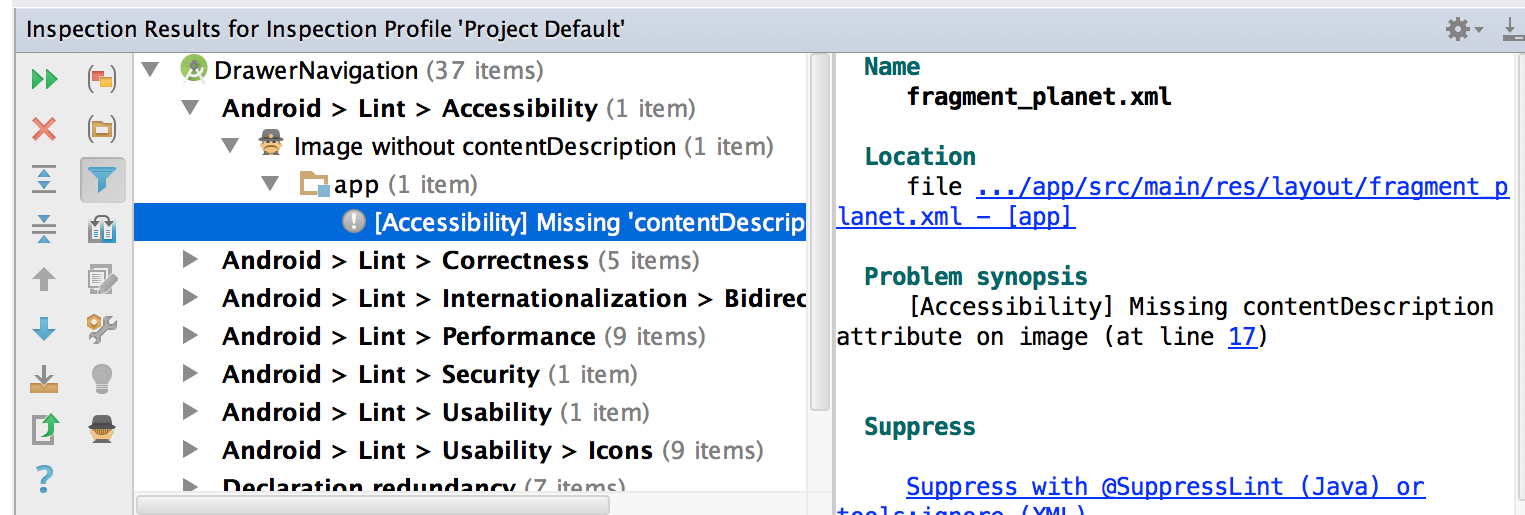 Inspection Results for Inspection Profile 'Project Default'
DrawerNavigation (37 items)
Android > Lint > Accessibility (1 item)
Image without contentDescription (1 item)
app (1 item)
[Accessibility] Missing 'contentDescrip
Android > Lint > Correctness (5 items)
Android > Lint > Internationalization > Bidirec
Android > Lint > Performance (9 items)
Android > Lint > Security (1 item)
Android > Lint > Usability (1 item)
Android > Lint > Usability > Icons (9 items)
Declaration redundancy (7 items)
Name
fragment_planet.xml
Location
file .../app/src/main/res/layout/fragment_p
lanet.xml – [app]
Problem synopsis
[Accessibility] Missing contentDescription
attribute on image (at line 17)
Suppress
Suppress with @SuppressLint (Java) or
tools:ignore (XML)